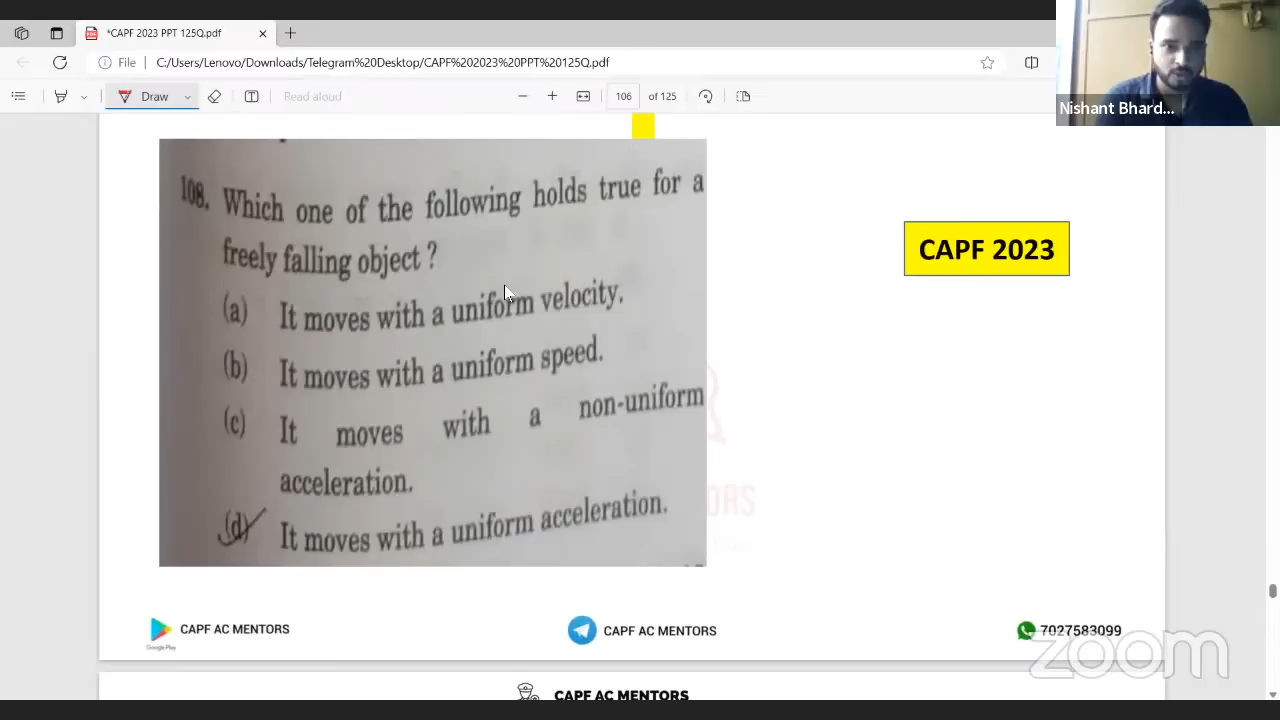 *CAPF 2023 PPT 125Q.pdf
File | C:/Users/Lenovo/Downloads/Telegram%20Desktop/CAPF%202023%20PPT%20125Q.pdf
Draw Read aloud 106 of 125
Nishant Bhard...
108. Which one of the following holds true for a
freely falling object ?
(a) It moves with a uniform velocity.
(b) It moves with a uniform speed.
(c) It moves with a non-uniform
acceleration.
(d) It moves with a uniform acceleration.
CAPF 2023
ORS
CAPF AC MENTORS
Google Play
CAPF AC MENTORS
7027583099
zoom
CAPF AC MENTORS